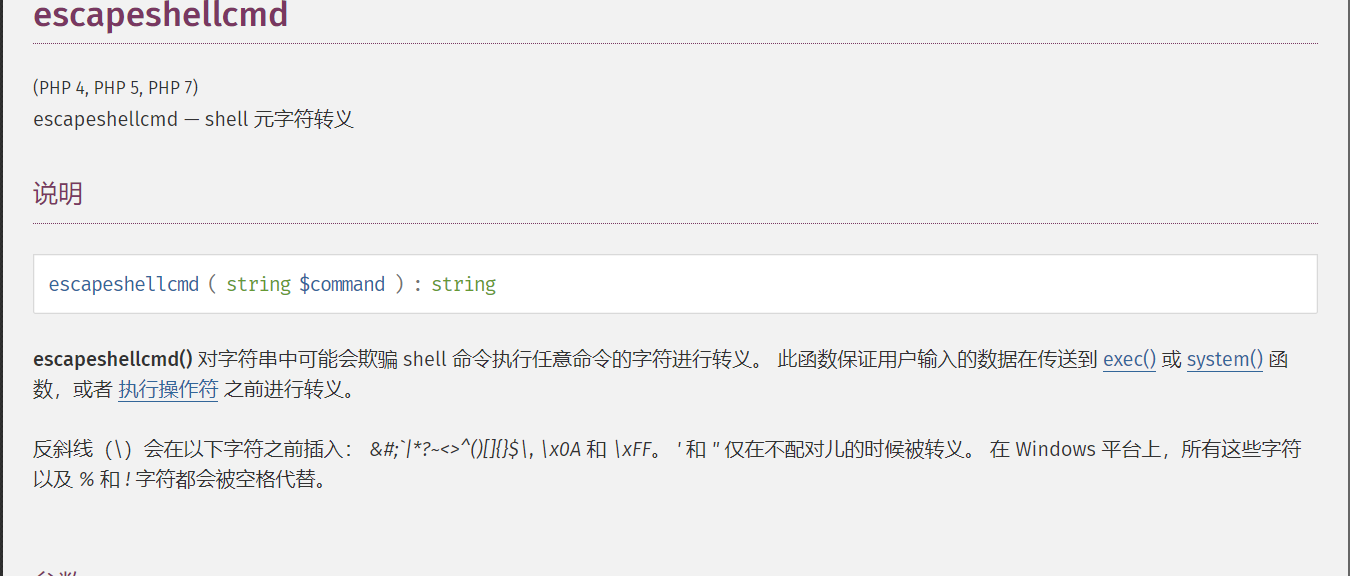 escapeshellcmd
(PHP 4, PHP 5, PHP 7)
escapeshellcmd — shell 元字符转义
说明
escapeshellcmd ( string $command ) : string
escapeshellcmd() 对字符串中可能会欺骗 shell 命令执行任意命令的字符进行转义。 此函数保证用户输入的数据在传送到 exec() 或 system() 函
数，或者 执行操作符 之前进行转义。
反斜线（\）会在以下字符之前插入： &#;`|*?~<>^()[]{}$\, \x0A 和 \xFF。 ' 和 " 仅在不配对儿的时候被转义。 在 Windows 平台上，所有这些字符
以及 % 和 ! 字符都会被空格代替。